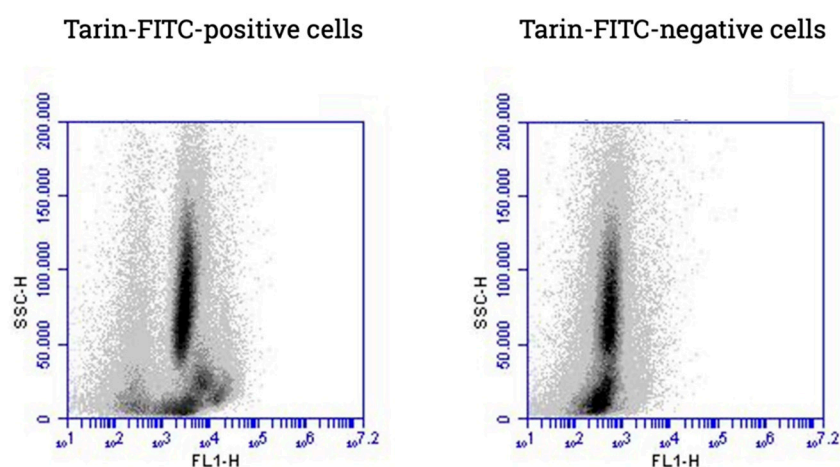 Tarin-FITC-positive cells
Tarin-FITC-negative cells
200.000
150.000
100.000
50.000
0
SSC-H
10¹ 10² 10³ 10⁴ 10⁵ 10⁶ 10⁷·²
FL1-H
200.000
150.000
100.000
50.000
0
SSC-H
10¹ 10² 10³ 10⁴ 10⁵ 10⁶ 10⁷·²
FL1-H